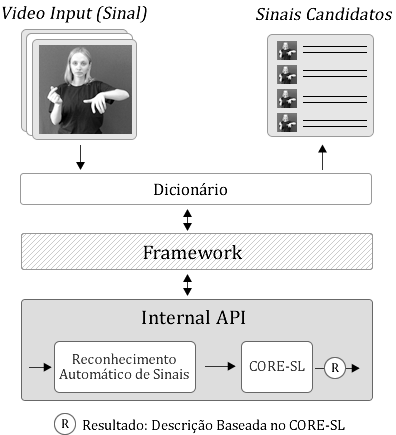 Video Input (Sinal)
Sinais Candidatos
Dicionário
Framework
Internal API
Reconhecimento
Automático de Sinais
CORE-SL
R
R Resultado: Descrição Baseada no CORE-SL